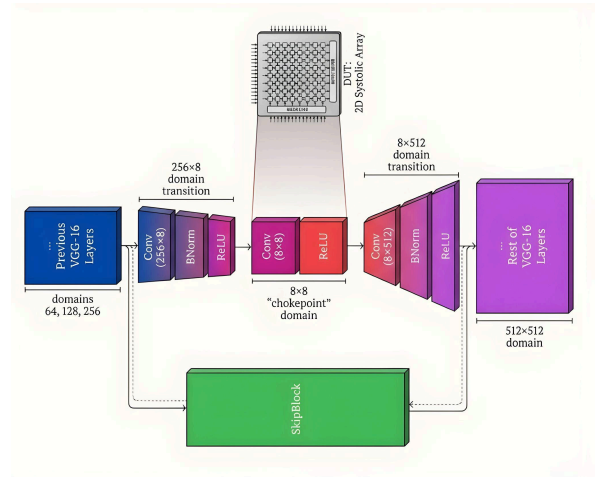 DUT:
2D Systolic Array
256×8
domain
transition
8×512
domain
transition
...
Previous
VGG-16
Layers
Conv
(256×8)
BNorm
ReLU
Conv
(8×8)
ReLU
Conv
(8×512)
BNorm
ReLU
...
Rest of
VGG-16
Layers
domains
64, 128, 256
8×8
“chokepoint”
domain
512×512
domain
SkipBlock